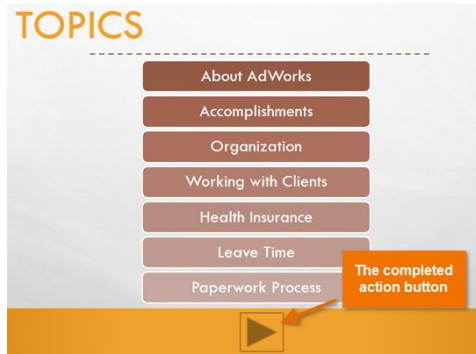 TOPICS
About AdWorks
Accomplishments
Organization
Working with Clients
Health Insurance
Leave Time
Paperwork Process
The completed
action button